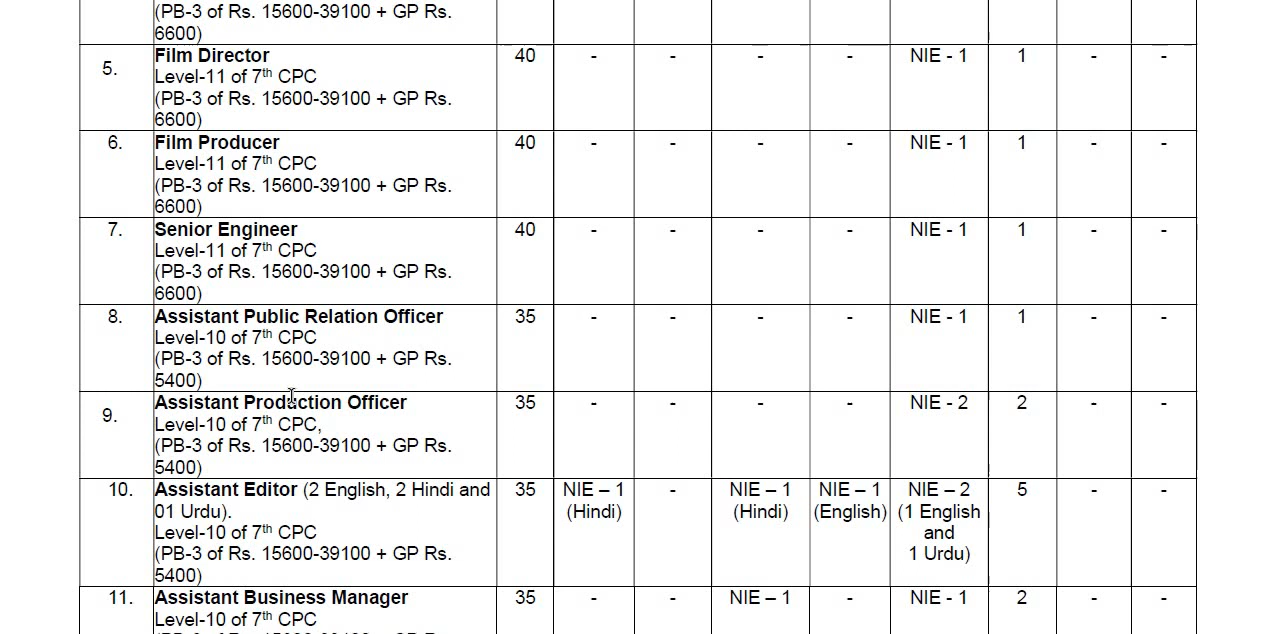 (PB-3 of Rs. 15600-39100 + GP Rs.
6600)
5. Film Director 40 - - - - NIE - 1 1 - -
Level-11 of 7th CPC
(PB-3 of Rs. 15600-39100 + GP Rs.
6600)
6. Film Producer 40 - - - - NIE - 1 1 - -
Level-11 of 7th CPC
(PB-3 of Rs. 15600-39100 + GP Rs.
6600)
7. Senior Engineer 40 - - - - NIE - 1 1 - -
Level-11 of 7th CPC
(PB-3 of Rs. 15600-39100 + GP Rs.
6600)
8. Assistant Public Relation Officer 35 - - - - NIE - 1 1 - -
Level-10 of 7th CPC
(PB-3 of Rs. 15600-39100 + GP Rs.
5400)
9. Assistant Production Officer 35 - - - - NIE - 2 2 - -
Level-10 of 7th CPC,
(PB-3 of Rs. 15600-39100 + GP Rs.
5400)
10. Assistant Editor (2 English, 2 Hindi and 35 NIE – 1 - NIE – 1 NIE – 1 NIE – 2 5 - -
01 Urdu). (Hindi) (Hindi) (English) (1 English
Level-10 of 7th CPC and
(PB-3 of Rs. 15600-39100 + GP Rs. 1 Urdu)
5400)
11. Assistant Business Manager 35 - - NIE – 1 - NIE - 1 2 - -
Level-10 of 7th CPC